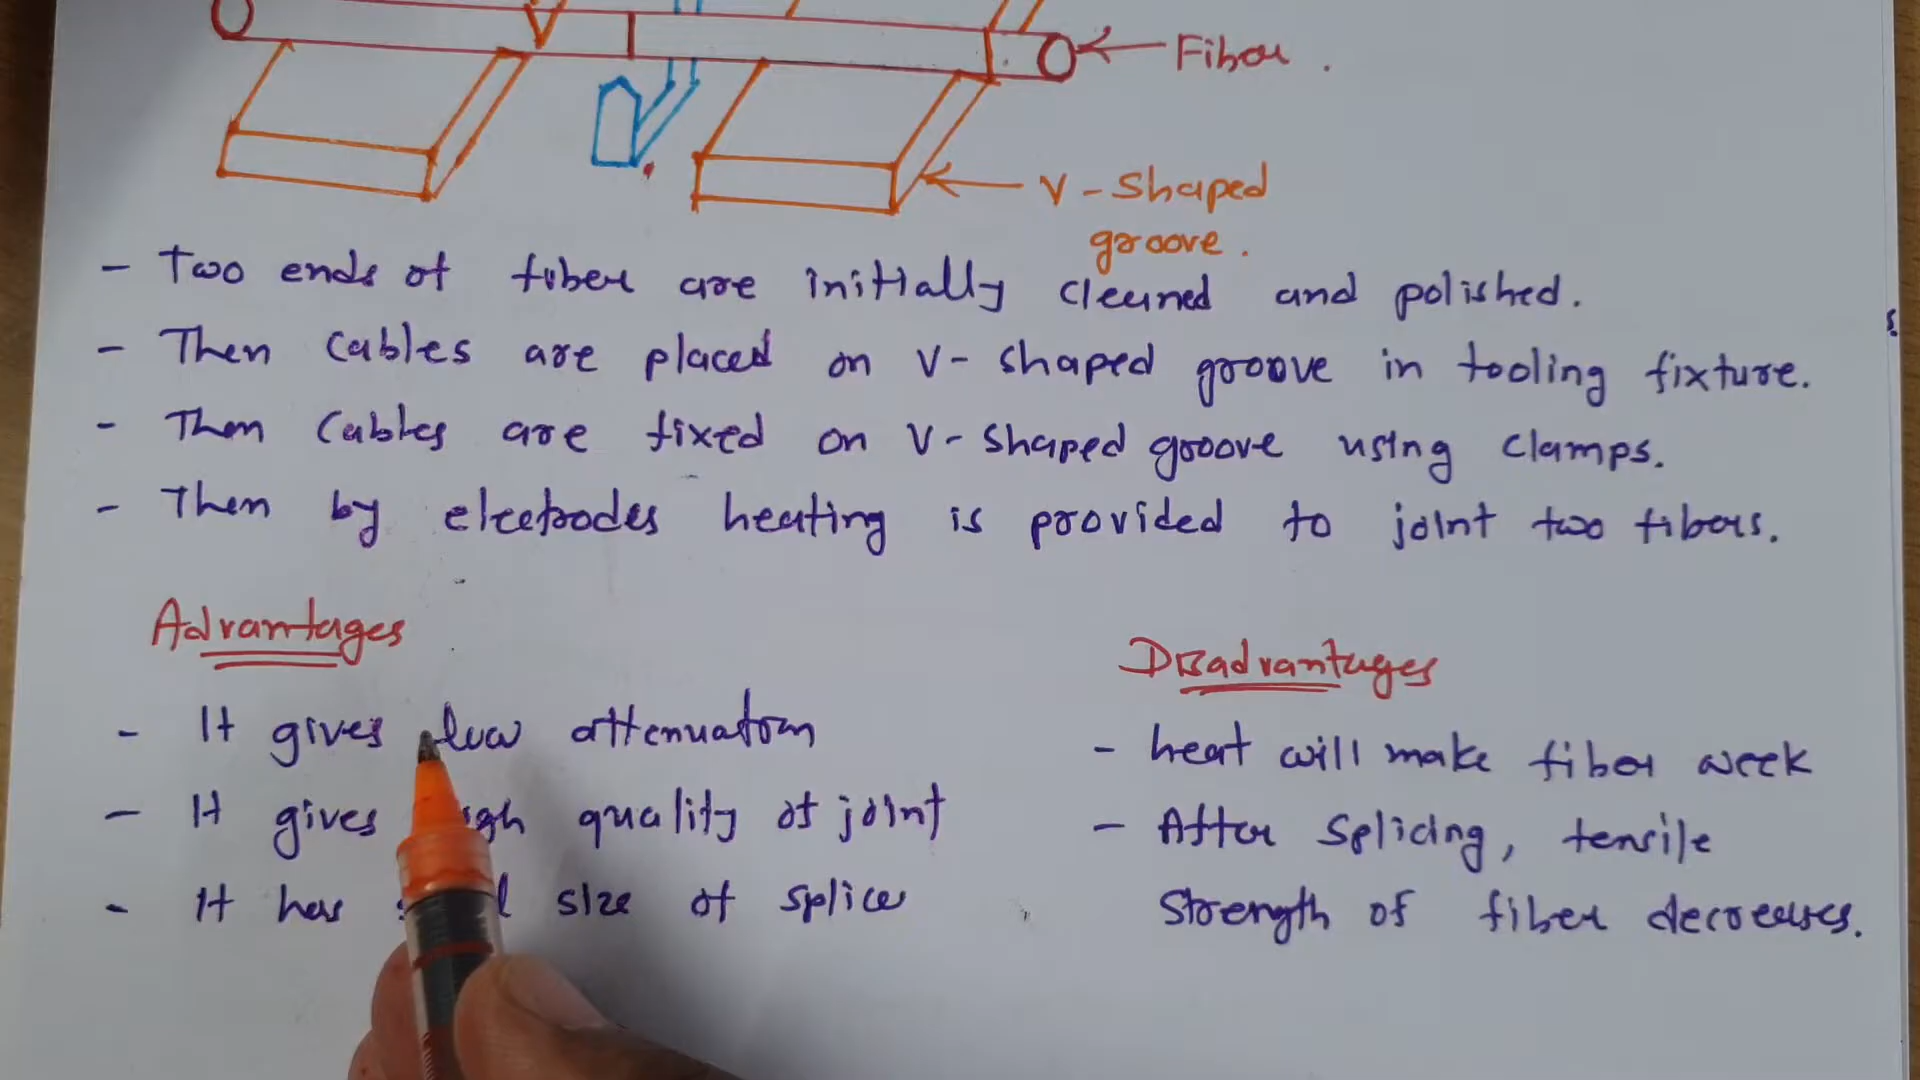 Fiber.
V-Shaped
groove.
- Two ends of fiber are initially cleaned and polished.
- Then cables are placed on V-shaped groove in tooling fixture.
- Then cables are fixed on V-shaped groove using clamps.
- Then by electrodes heating is provided to joint two fibers.
Advantages
- It gives low attenuation
- It gives quality of joint
- It has size of splice
Disadvantages
- heat will make fiber week
- After splicing, tensile
strength of fiber decreases.